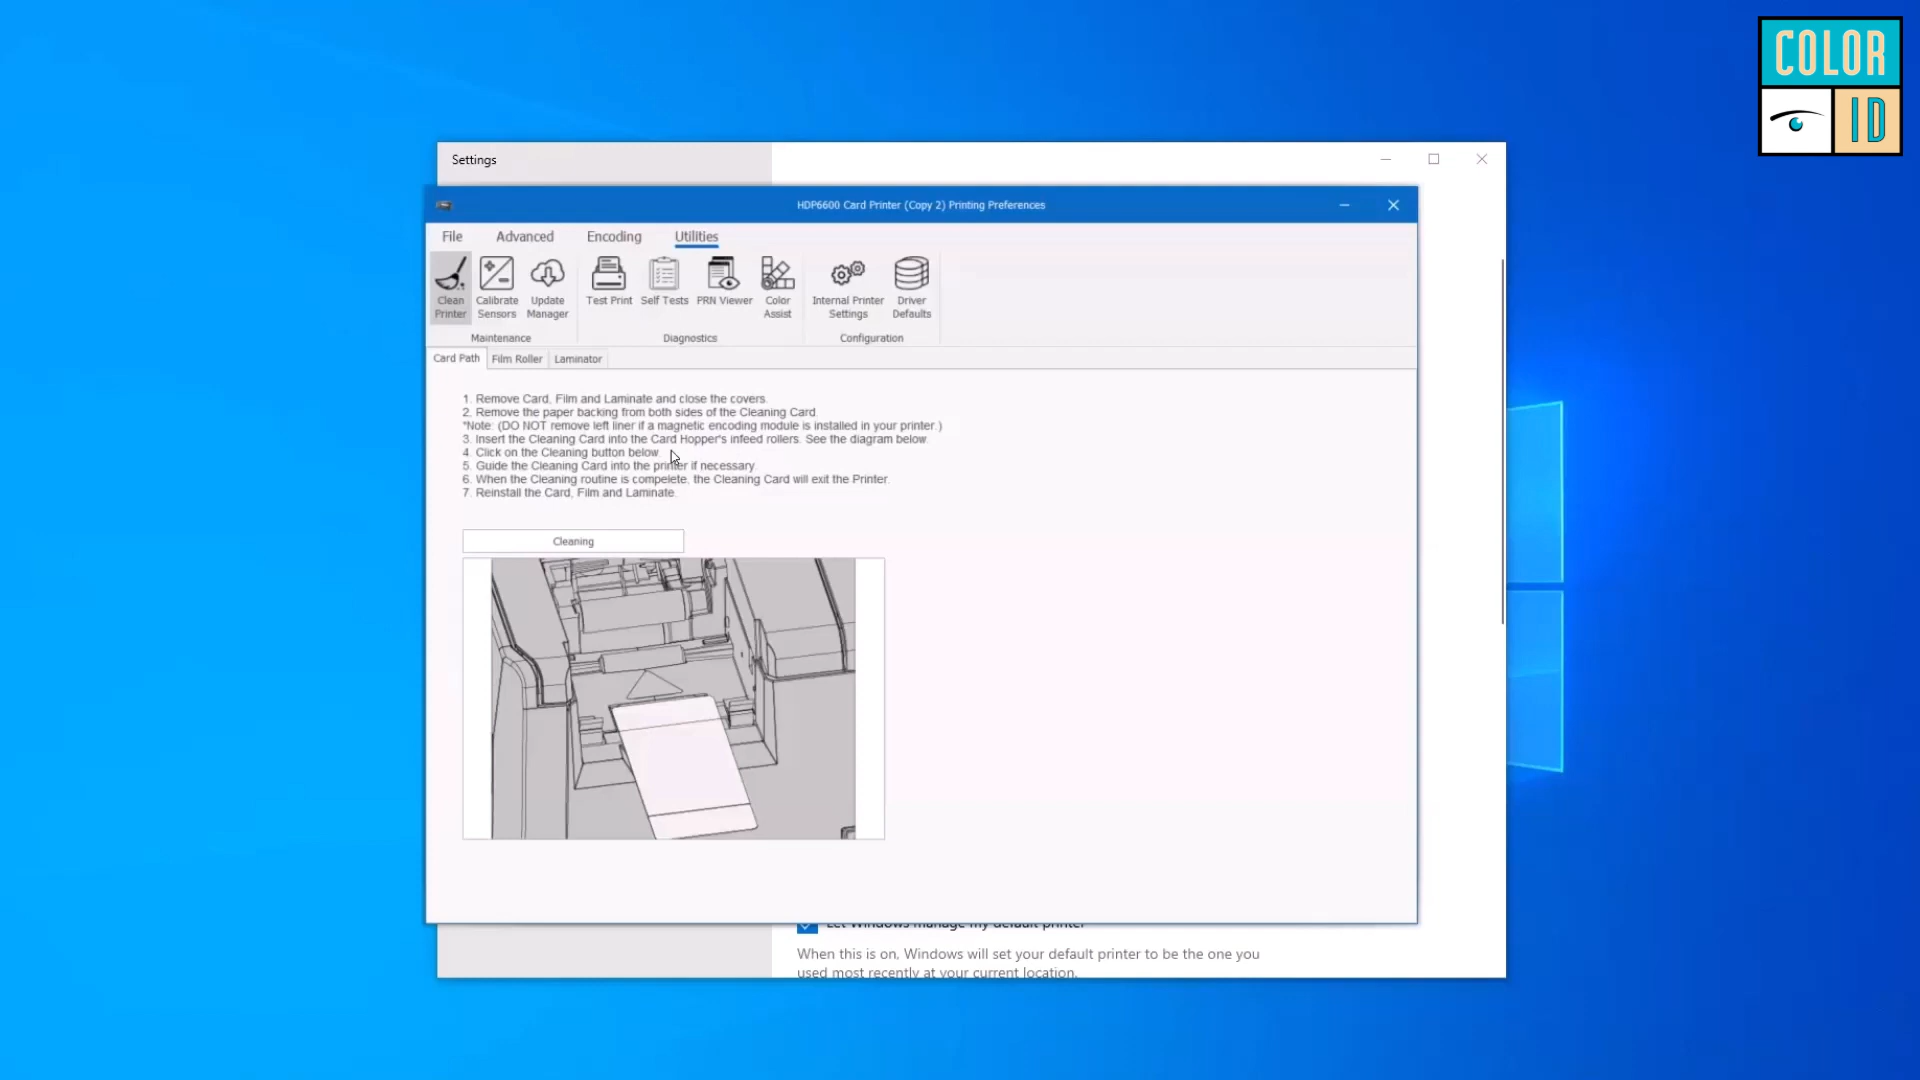 COLOR
ID
Settings
HDP6600 Card Printer (Copy 2) Printing Preferences
File Advanced Encoding Utilities
Clean Printer
Calibrate Sensors
Update Manager
Test Print
Self Tests
PRN Viewer
Color Assist
Internal Printer Settings
Driver Defaults
Maintenance Diagnostics Configuration
Card Path Film Roller Laminator
1. Remove Card, Film and Laminate and close the covers.
2. Remove the paper backing from both sides of the Cleaning Card.
*Note: (DO NOT remove left liner if a magnetic encoding module is installed in your printer.)
3. Insert the Cleaning Card into the Card Hopper's infeed rollers. See the diagram below.
4. Click on the Cleaning button below.
5. Guide the Cleaning Card into the printer if necessary.
6. When the Cleaning routine is compelete, the Cleaning Card will exit the Printer.
7. Reinstall the Card, Film and Laminate.
Cleaning
Let Windows manage my default printer
When this is on, Windows will set your default printer to be the one you
used most recently at your current location.